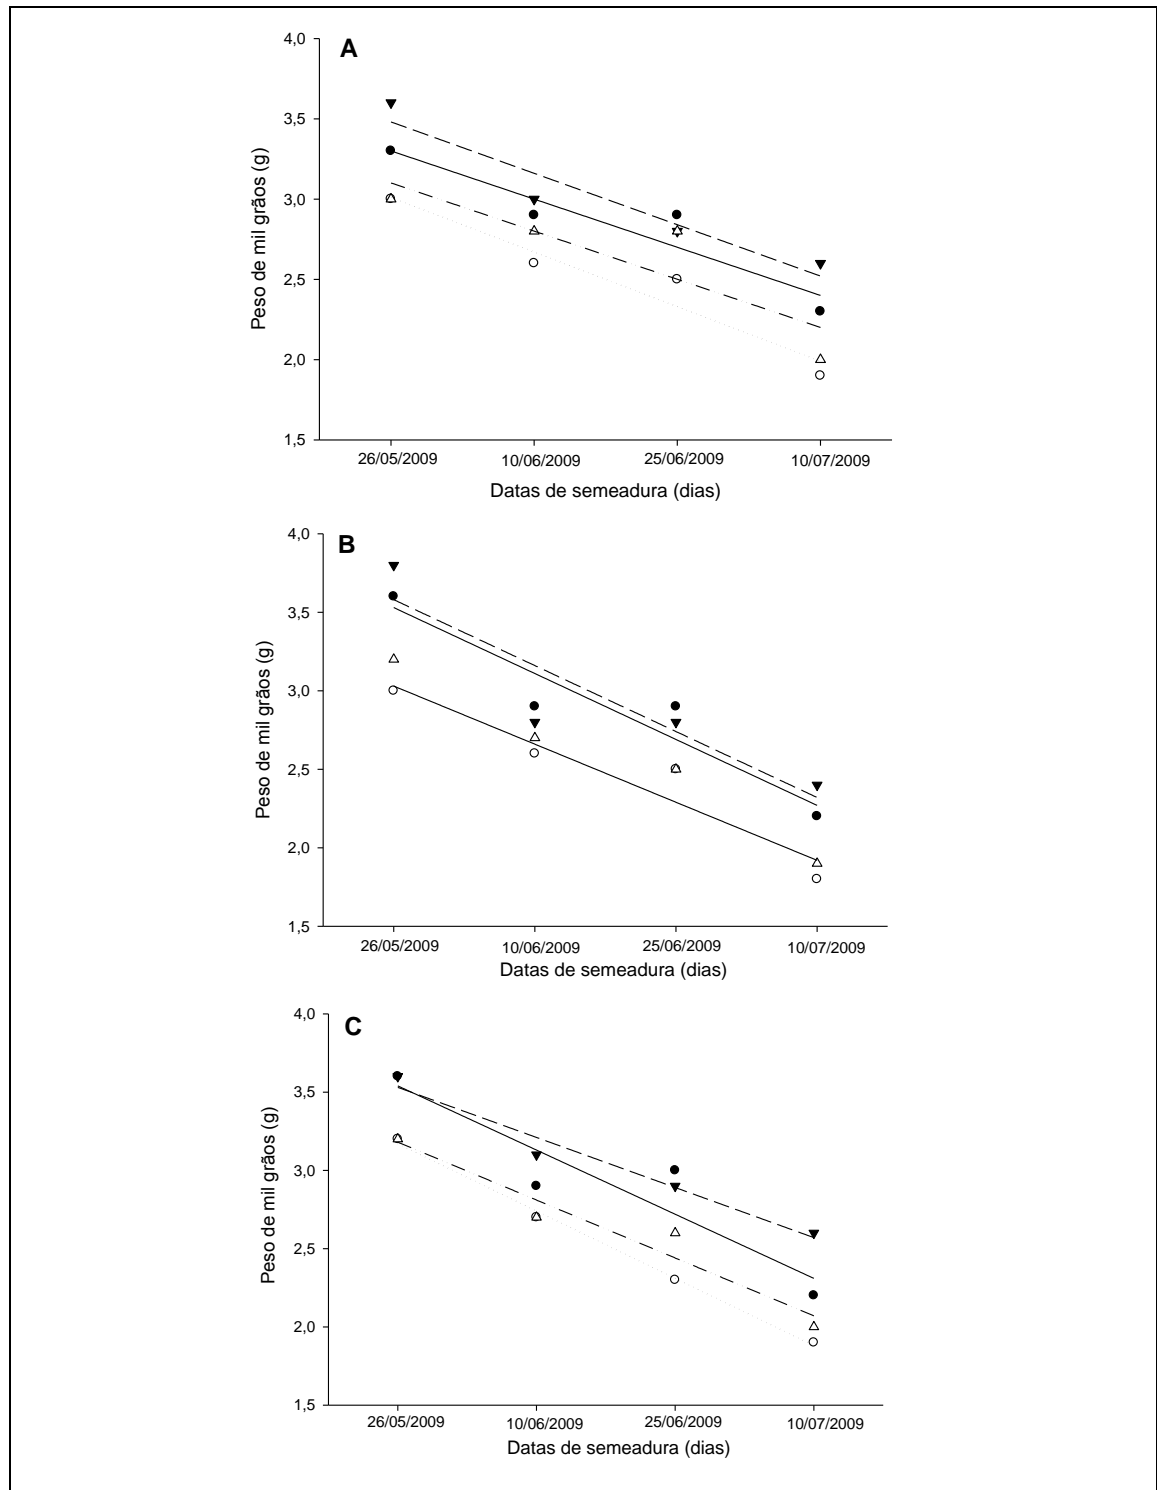 A
4,0
3,5
3,0
2,5
2,0
1,5
Peso de mil grãos (g)
26/05/2009 10/06/2009 25/06/2009 10/07/2009
Datas de semeadura (dias)
B
4,0
3,5
3,0
2,5
2,0
1,5
Peso de mil grãos (g)
26/05/2009 10/06/2009 25/06/2009 10/07/2009
Datas de semeadura (dias)
C
4,0
3,5
3,0
2,5
2,0
1,5
Peso de mil grãos (g)
26/05/2009 10/06/2009 25/06/2009 10/07/2009
Datas de semeadura (dias)